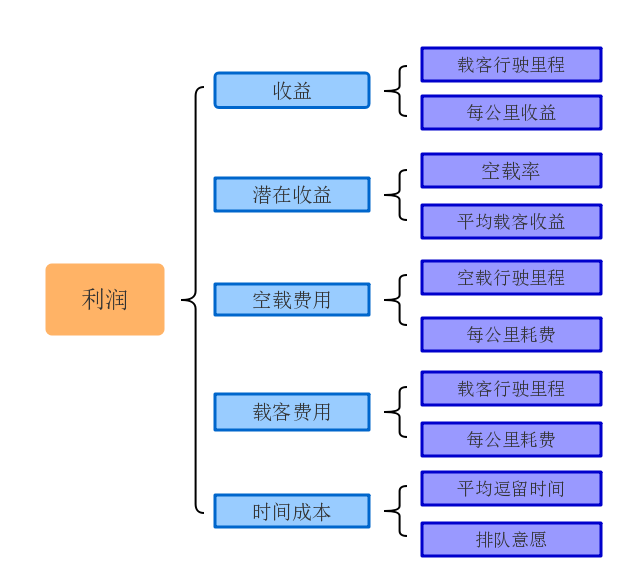 利润
收益
载客行驶里程
每公里收益
潜在收益
空载率
平均载客收益
空载费用
空载行驶里程
每公里耗费
载客费用
载客行驶里程
每公里耗费
时间成本
平均逗留时间
排队意愿